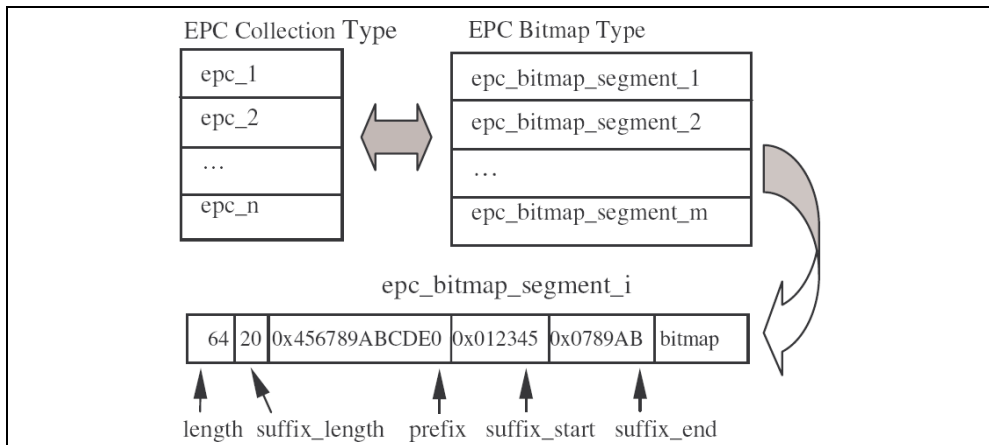 EPC Collection Type
EPC Bitmap Type
epc_1
epc_2
…
epc_n
epc_bitmap_segment_1
epc_bitmap_segment_2
…
epc_bitmap_segment_m
epc_bitmap_segment_i
64 20 0x456789ABCDE0 0x012345 0x0789AB bitmap
length suffix_length prefix suffix_start suffix_end